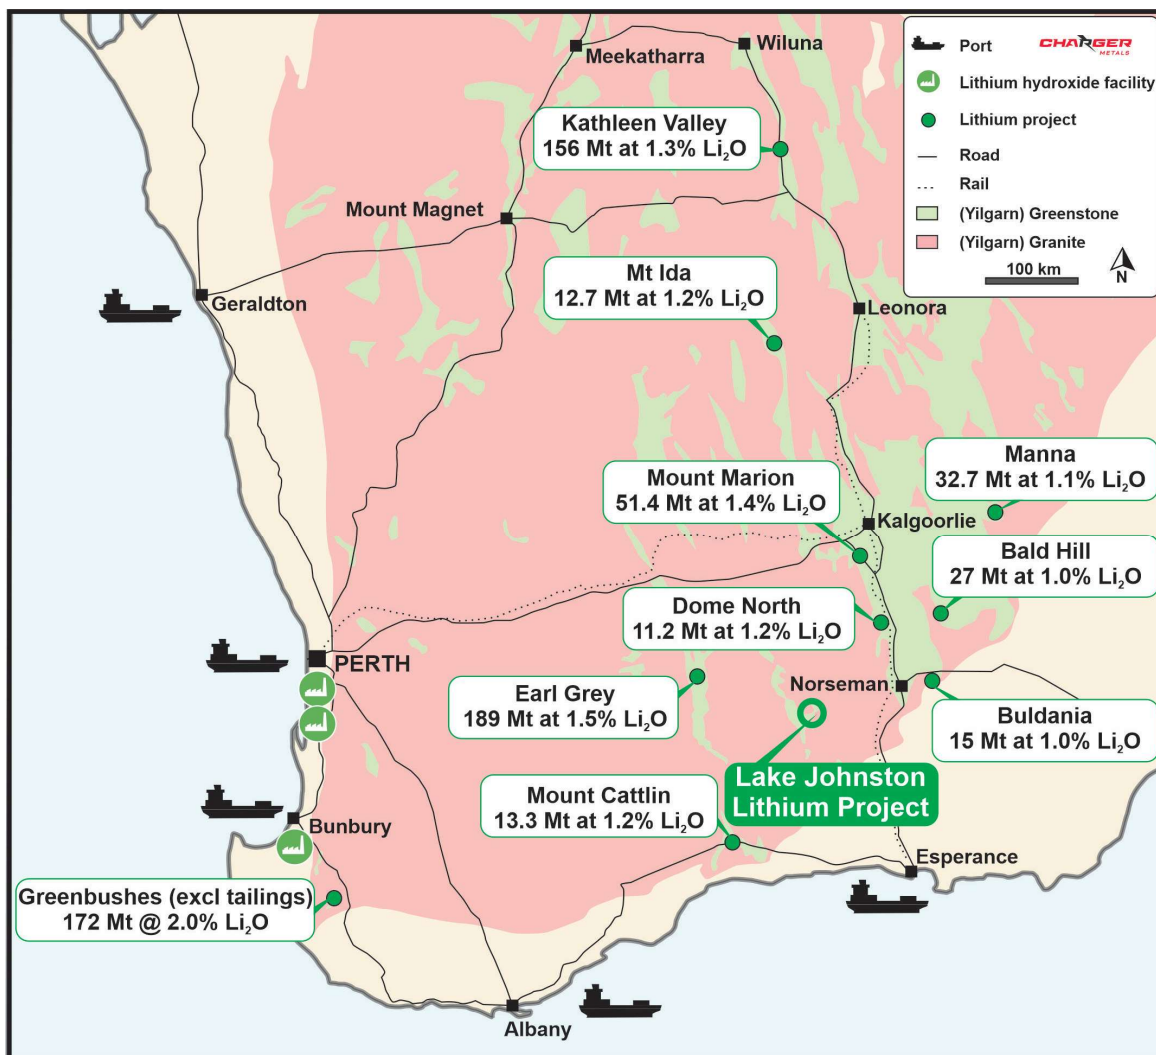 Port
CHARGER
METALS
Lithium hydroxide facility
Lithium project
Road
Rail
(Yilgarn) Greenstone
(Yilgarn) Granite
100 km
N
Meekatharra
Wiluna
Kathleen Valley
156 Mt at 1.3% Li₂O
Mount Magnet
Mt Ida
12.7 Mt at 1.2% Li₂O
Geraldton
Leonora
Manna
32.7 Mt at 1.1% Li₂O
Mount Marion
51.4 Mt at 1.4% Li₂O
Kalgoorlie
Bald Hill
27 Mt at 1.0% Li₂O
Dome North
11.2 Mt at 1.2% Li₂O
PERTH
Earl Grey
189 Mt at 1.5% Li₂O
Norseman
Buldania
15 Mt at 1.0% Li₂O
Lake Johnston
Lithium Project
Mount Cattlin
13.3 Mt at 1.2% Li₂O
Bunbury
Esperance
Greenbushes (excl tailings)
172 Mt @ 2.0% Li₂O
Albany